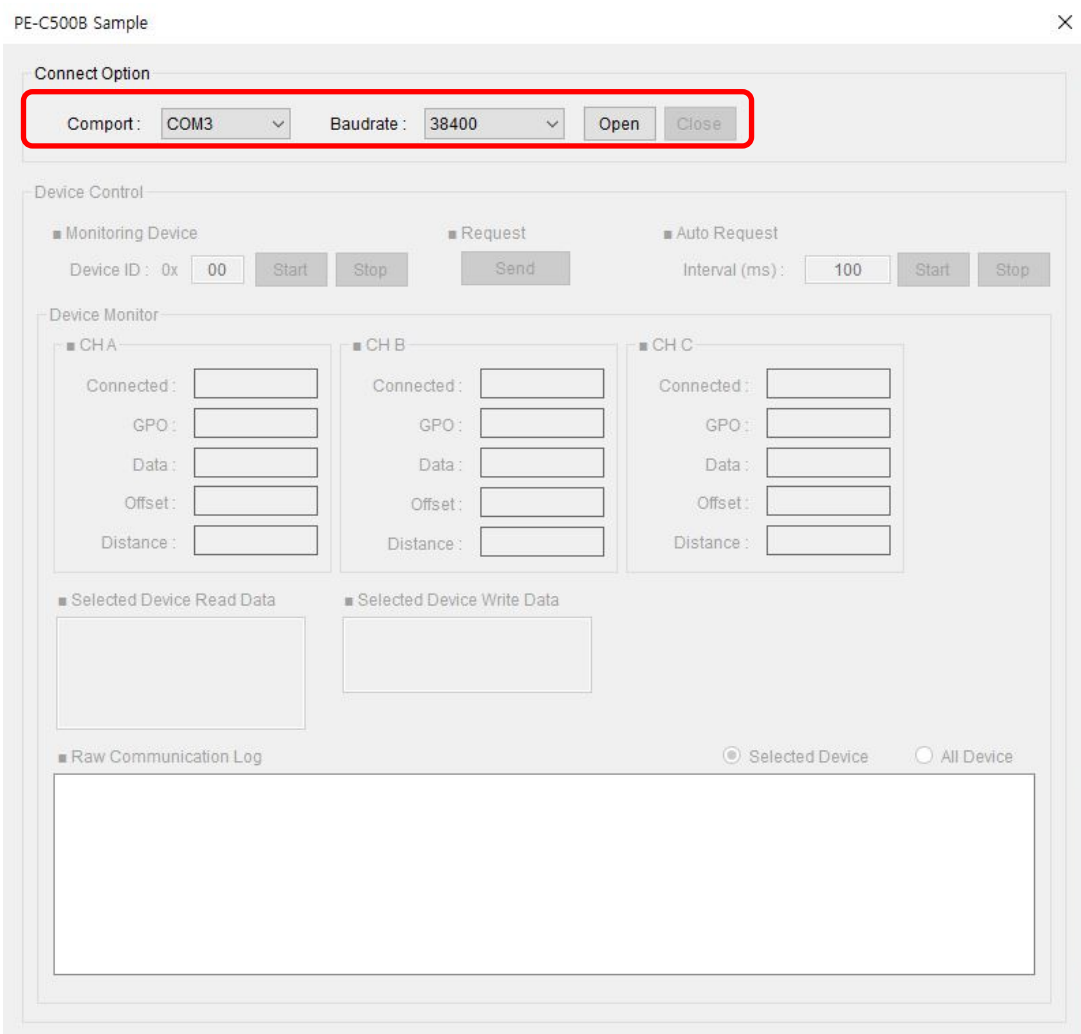 PE-C500B Sample
Connect Option
Comport : COM3 Baudrate : 38400 Open Close
Device Control
■ Monitoring Device ■ Request ■ Auto Request
Device ID : 0x 00 Start Stop Send Interval (ms) : 100 Start Stop
Device Monitor
■ CH A ■ CH B ■ CH C
Connected : Connected : Connected :
GPO : GPO : GPO :
Data : Data : Data :
Offset : Offset : Offset :
Distance : Distance : Distance :
■ Selected Device Read Data ■ Selected Device Write Data
■ Raw Communication Log Selected Device All Device